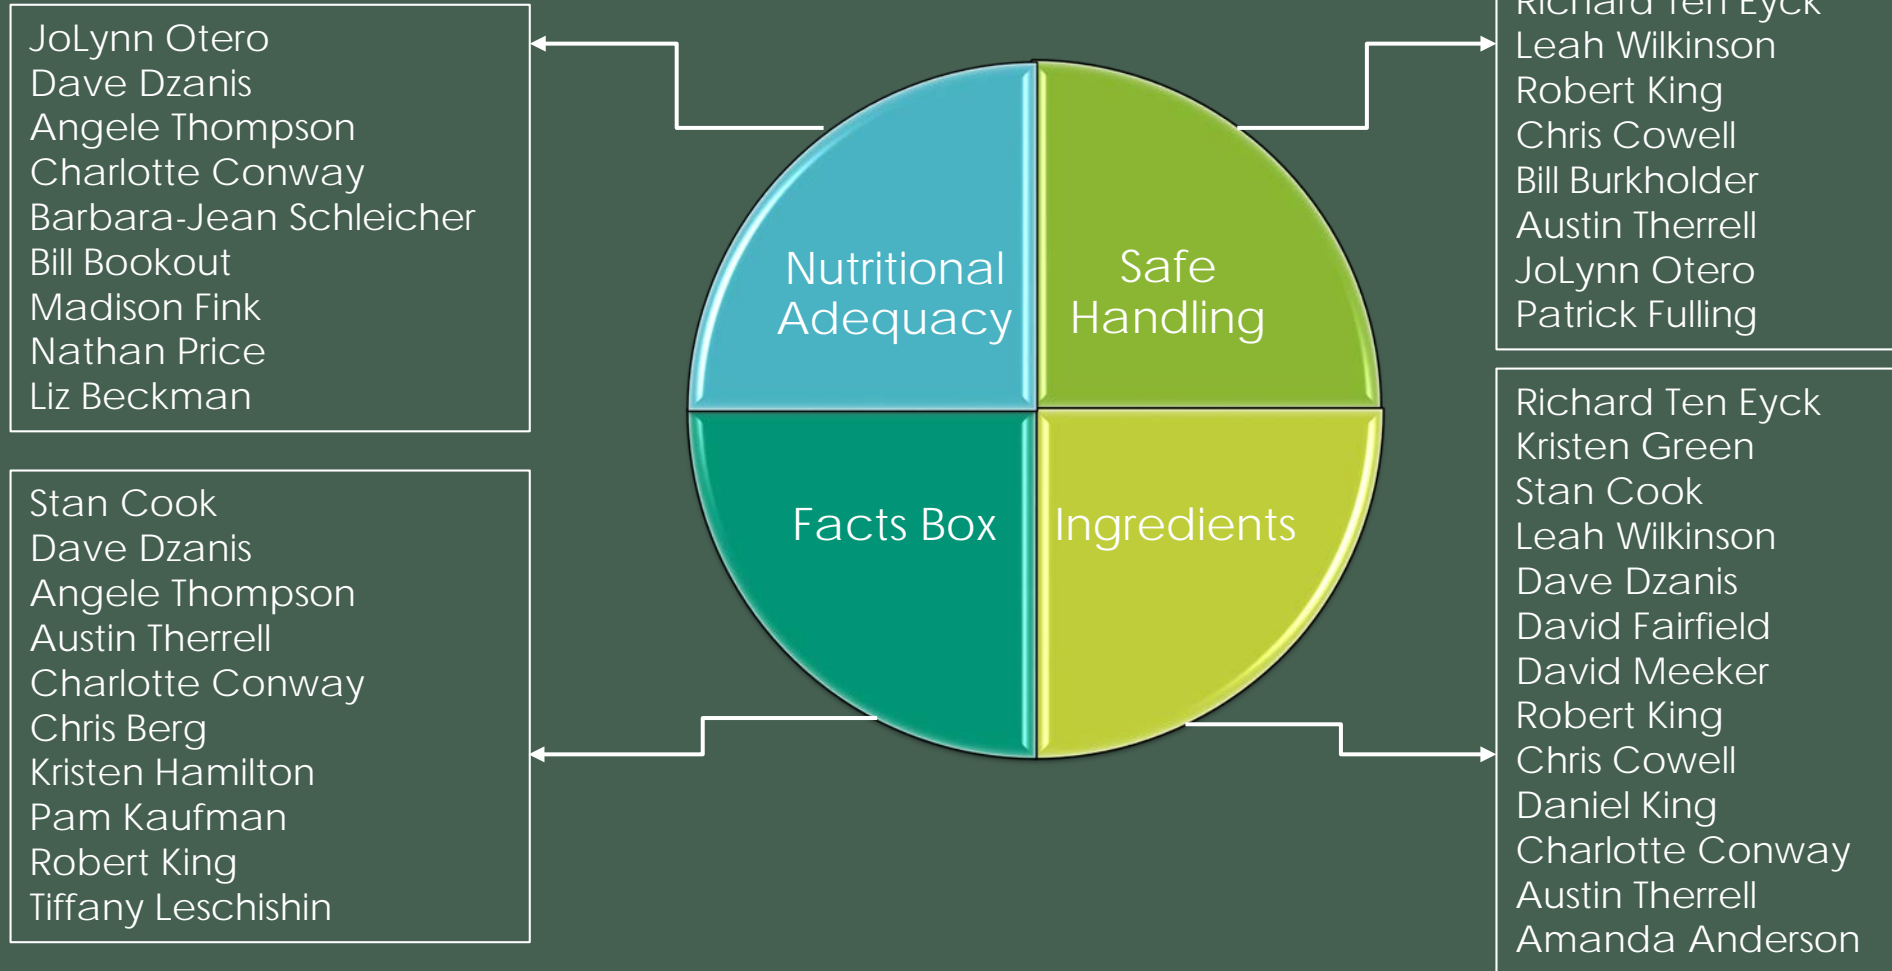 JoLynn Otero
Dave Dzanis
Angele Thompson
Charlotte Conway
Barbara-Jean Schleicher
Bill Bookout
Madison Fink
Nathan Price
Liz Beckman
Stan Cook
Dave Dzanis
Angele Thompson
Austin Therrell
Charlotte Conway
Chris Berg
Kristen Hamilton
Pam Kaufman
Robert King
Tiffany Leschishin
Nutritional
Adequacy
Safe
Handling
Facts Box
Ingredients
Richard Ten Eyck
Leah Wilkinson
Robert King
Chris Cowell
Bill Burkholder
Austin Therrell
JoLynn Otero
Patrick Fulling
Richard Ten Eyck
Kristen Green
Stan Cook
Leah Wilkinson
Dave Dzanis
David Fairfield
David Meeker
Robert King
Chris Cowell
Daniel King
Charlotte Conway
Austin Therrell
Amanda Anderson